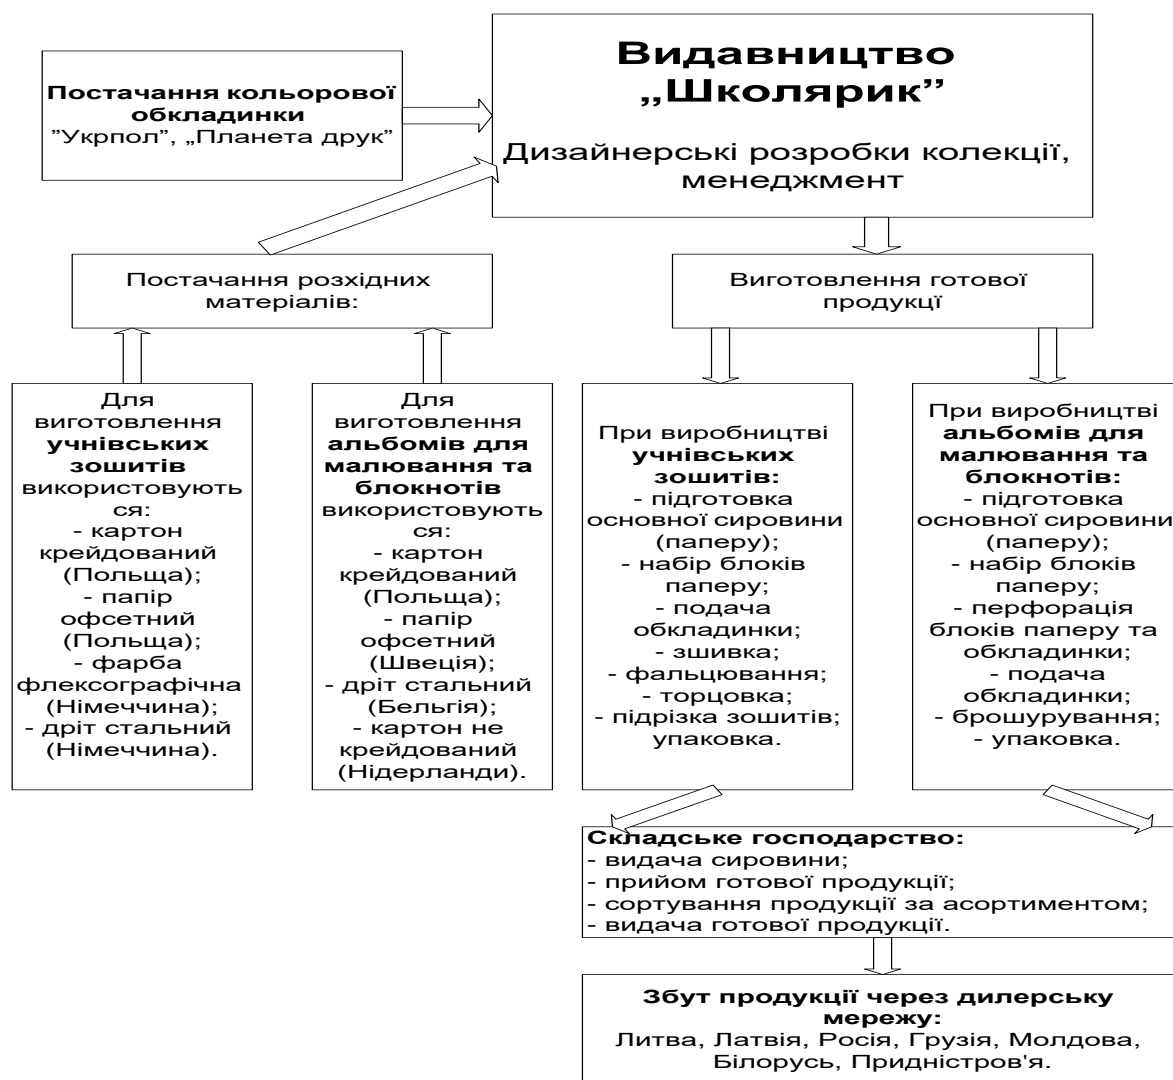 Постачання кольорової
обкладинки
”Укрпол”, „Планета друк”
Видавництво
„Школярик”
Дизайнерські розробки колекції,
менеджмент
Постачання розхідних
матеріалів:
Виготовлення готової
продукції
Для
виготовлення
учнівських
зошитів
використовують
ся:
- картон
крейдований
(Польща);
- папір
офсетний
(Польща);
- фарба
флексографічна
(Німеччина);
- дріт стальний
(Німеччина).
Для
виготовлення
альбомів для
малювання та
блокнотів
використовують
ся:
- картон
крейдований
(Польща);
- папір
офсетний
(Швеція);
- дріт стальний
(Бельгія);
- картон не
крейдований
(Нідерланди).
При виробництві
учнівських
зошитів:
- підготовка
основної сировини
(паперу);
- набір блоків
паперу;
- подача
обкладинки;
- зшивка;
- фальцювання;
- торцовка;
- підрізка зошитів;
упаковка.
При виробництві
альбомів для
малювання та
блокнотів:
- підготовка
основної сировини
(паперу);
- набір блоків
паперу;
- перфорація
блоків паперу та
обкладинки;
- подача
обкладинки;
- брошурування;
- упаковка.
Складське господарство:
- видача сировини;
- прийом готової продукції;
- сортування продукції за асортиментом;
- видача готової продукції.
Збут продукції через дилерську
мережу:
Литва, Латвія, Росія, Грузія, Молдова,
Білорусь, Придністров'я.